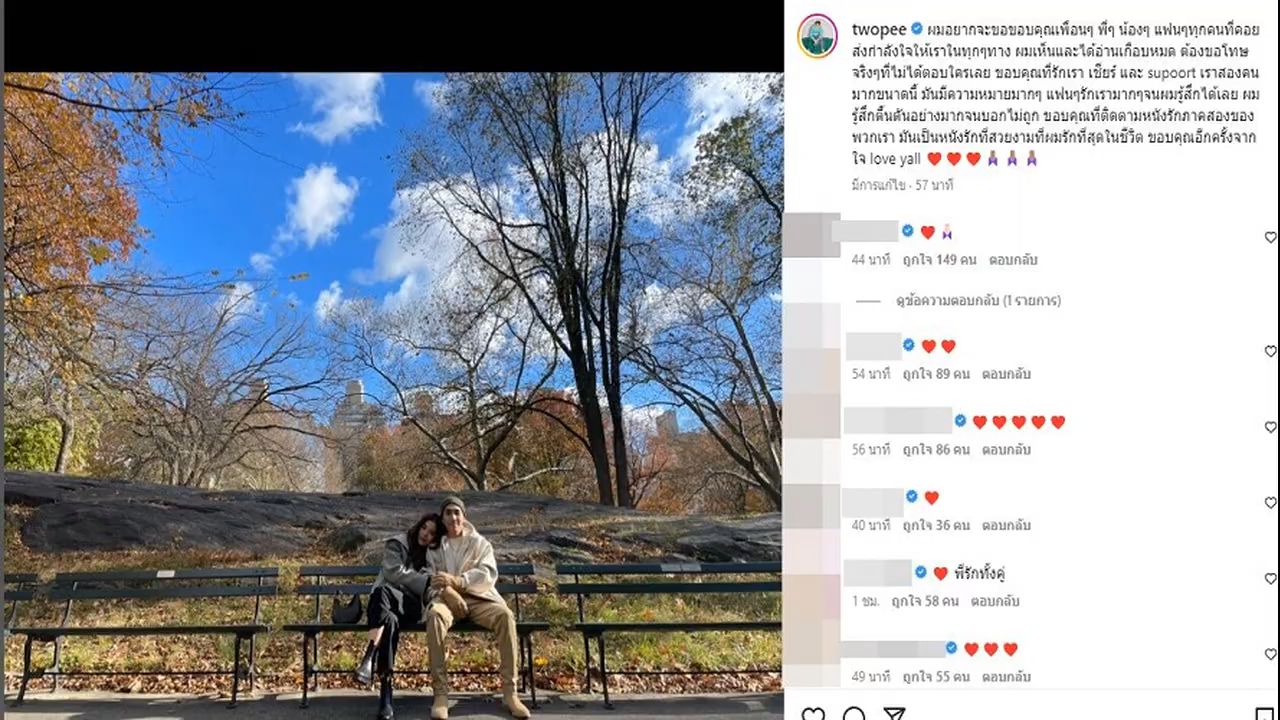 twopee ผมอยากจะขอขอบคุณเพื่อนๆ พี่ๆ น้องๆ แฟนๆทุกคนที่คอย
ส่งกำลังใจให้เราในทุกๆทาง ผมเห็นและได้อ่านเกือบหมด ต้องขอโทษ
จริงๆที่ไม่ได้ตอบใครเลย ขอบคุณที่รักเรา เชียร์ และ supoort เราสองคน
มากขนาดนี้ มันมีความหมายมากๆ แฟนๆรักเรามากๆจนผมรู้สึกได้เลย ผม
รู้สึกตื้นตันอย่างมากจนบอกไม่ถูก ขอบคุณที่ติดตามหนังรักภาคสองของ
พวกเรา มันเป็นหนังรักที่สวยงามที่ผมรักที่สุดในชีวิต ขอบคุณอีกครั้งจาก
ใจ love yall ❤️❤️❤️🙏🏽🙏🏽🙏🏽
มีการแก้ไข · 57 นาที
❤️🙏🏻
44 นาที ถูกใจ 149 คน ตอบกลับ
ดูข้อความตอบกลับ (1 รายการ)
❤️❤️
54 นาที ถูกใจ 89 คน ตอบกลับ
❤️❤️❤️❤️❤️
56 นาที ถูกใจ 86 คน ตอบกลับ
❤️
40 นาที ถูกใจ 36 คน ตอบกลับ
❤️ พี่รักทั้งคู่
1 ชม. ถูกใจ 58 คน ตอบกลับ
❤️❤️❤️
49 นาที ถูกใจ 55 คน ตอบกลับ